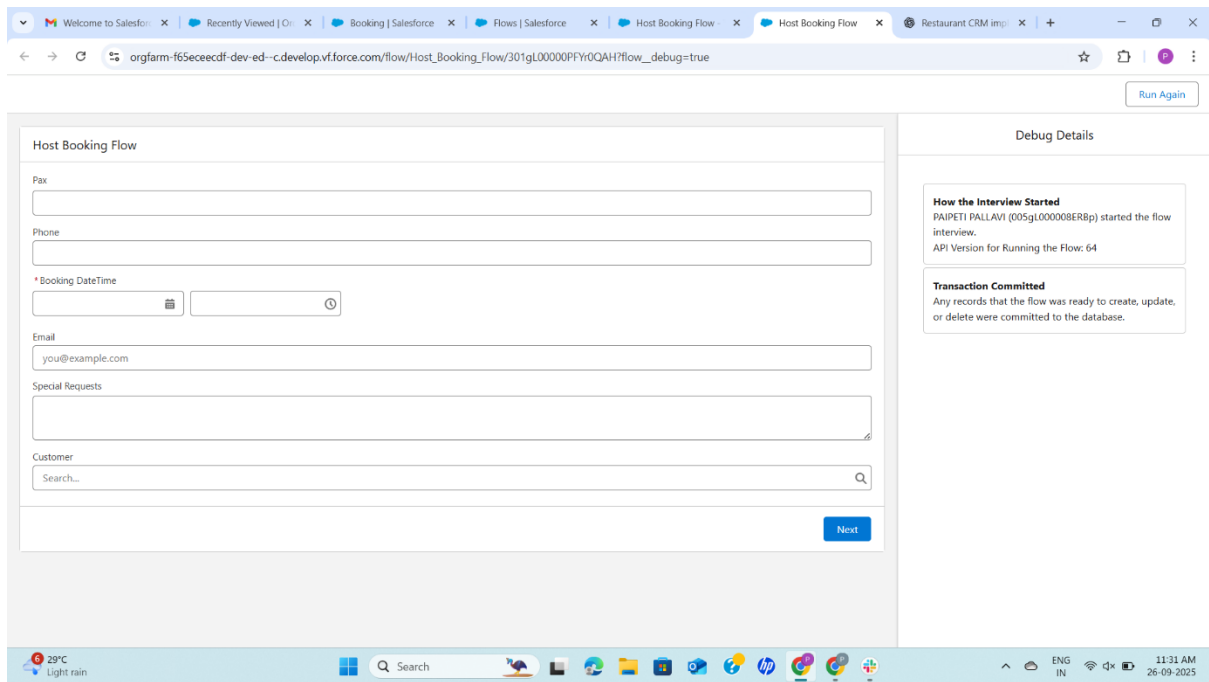 Welcome to Salesfor
Recently Viewed | Or
Booking | Salesforce
Flows | Salesforce
Host Booking Flow -
Host Booking Flow
Restaurant CRM impl
orgfarm-f65eceecdf-dev-ed--c.develop.vf.force.com/flow/Host_Booking_Flow/301gL00000PFYr0QAH?flow__debug=true
P
Run Again
Host Booking Flow
Pax
Phone
*Booking DateTime
Email
you@example.com
Special Requests
Customer
Search...
Next
Debug Details
How the Interview Started
PAIPETI PALLAVI (005gL000008ERBp) started the flow
interview.
API Version for Running the Flow: 64
Transaction Committed
Any records that the flow was ready to create, update,
or delete were committed to the database.
6
29°C
Light rain
Search
ENG
IN
11:31 AM
26-09-2025